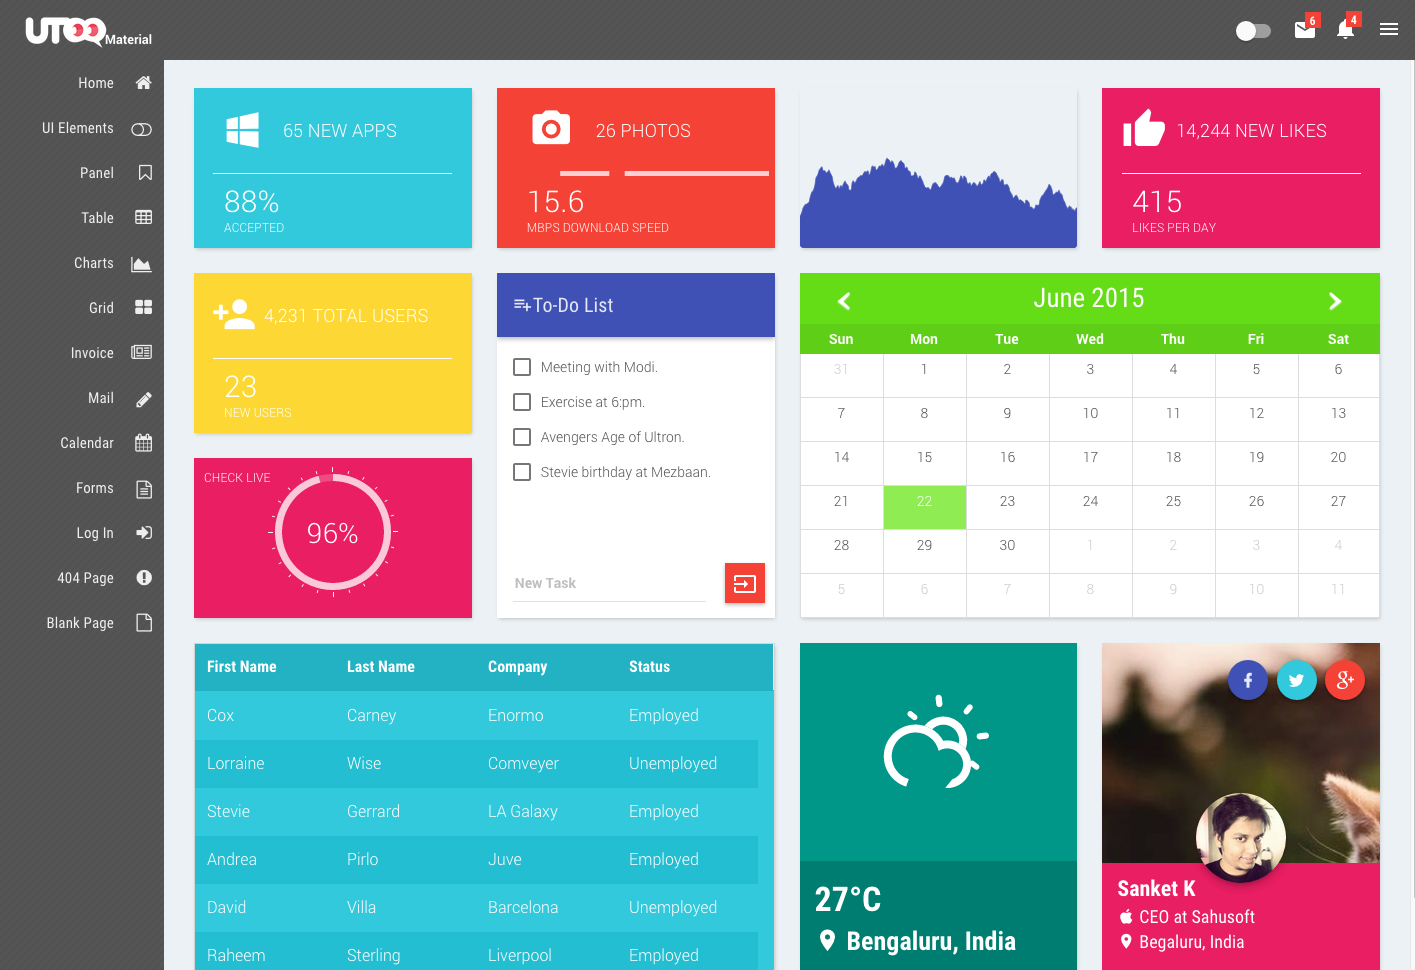 UTOO Material
6
4
Home
UI Elements
Panel
Table
Charts
Grid
Invoice
Mail
Calendar
Forms
Log In
404 Page
Blank Page
65 NEW APPS
88%
ACCEPTED
26 PHOTOS
15.6
MBPS DOWNLOAD SPEED
14,244 NEW LIKES
415
LIKES PER DAY
4,231 TOTAL USERS
23
NEW USERS
CHECK LIVE
96%
To-Do List
Meeting with Modi.
Exercise at 6:pm.
Avengers Age of Ultron.
Stevie birthday at Mezbaan.
New Task
June 2015
Sun Mon Tue Wed Thu Fri Sat
31 1 2 3 4 5 6
7 8 9 10 11 12 13
14 15 16 17 18 19 20
21 22 23 24 25 26 27
28 29 30 1 2 3 4
5 6 7 8 9 10 11
First Name Last Name Company Status
Cox Carney Enormo Employed
Lorraine Wise Comveyer Unemployed
Stevie Gerrard LA Galaxy Employed
Andrea Pirlo Juve Employed
David Villa Barcelona Unemployed
Raheem Sterling Liverpool Employed
27°C
Bengaluru, India
f
g+
Sanket K
CEO at Sahusoft
Begaluru, India